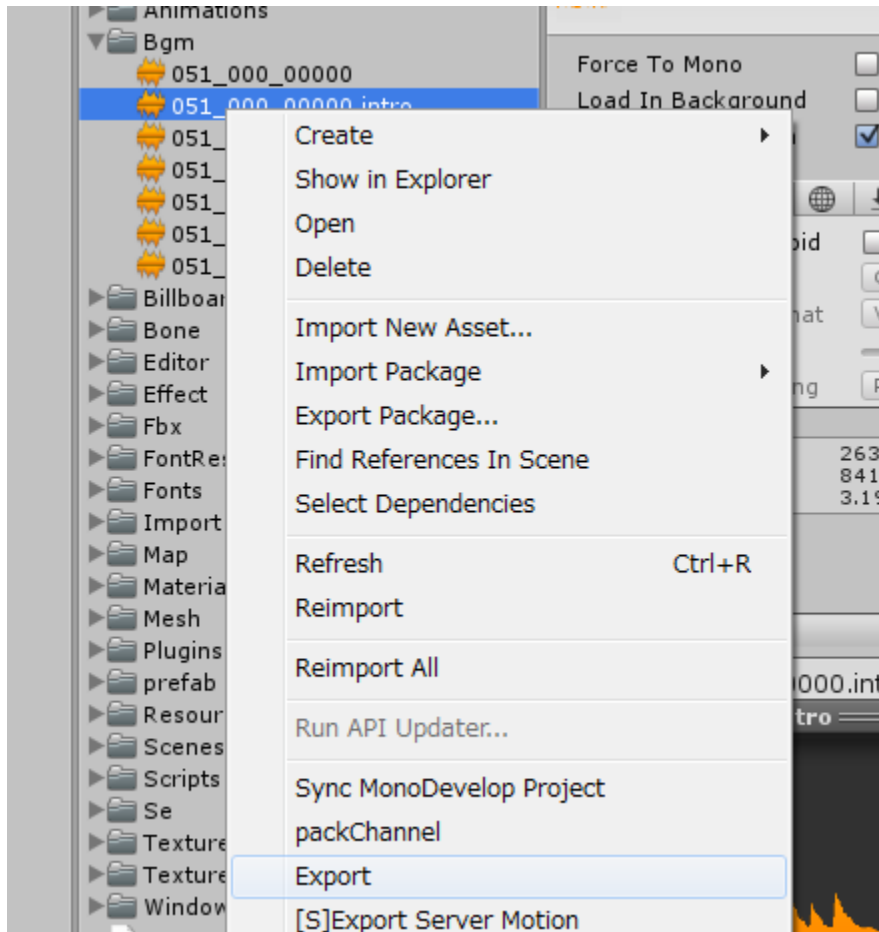 Animations
Bgm
051_000_00000
051_000_00000.intro
051_
051_
051_
051_
051_
Billboar
Bone
Editor
Effect
Fbx
FontRe
Fonts
Import
Map
Materia
Mesh
Plugins
prefab
Resour
Scenes
Scripts
Se
Texture
Texture
Window
Force To Mono
Load In Background
oid
mat
ng
263
841
3.19
0000.int
tro
Create
Show in Explorer
Open
Delete
Import New Asset...
Import Package
Export Package...
Find References In Scene
Select Dependencies
Refresh Ctrl+R
Reimport
Reimport All
Run API Updater...
Sync MonoDevelop Project
packChannel
Export
[S]Export Server Motion